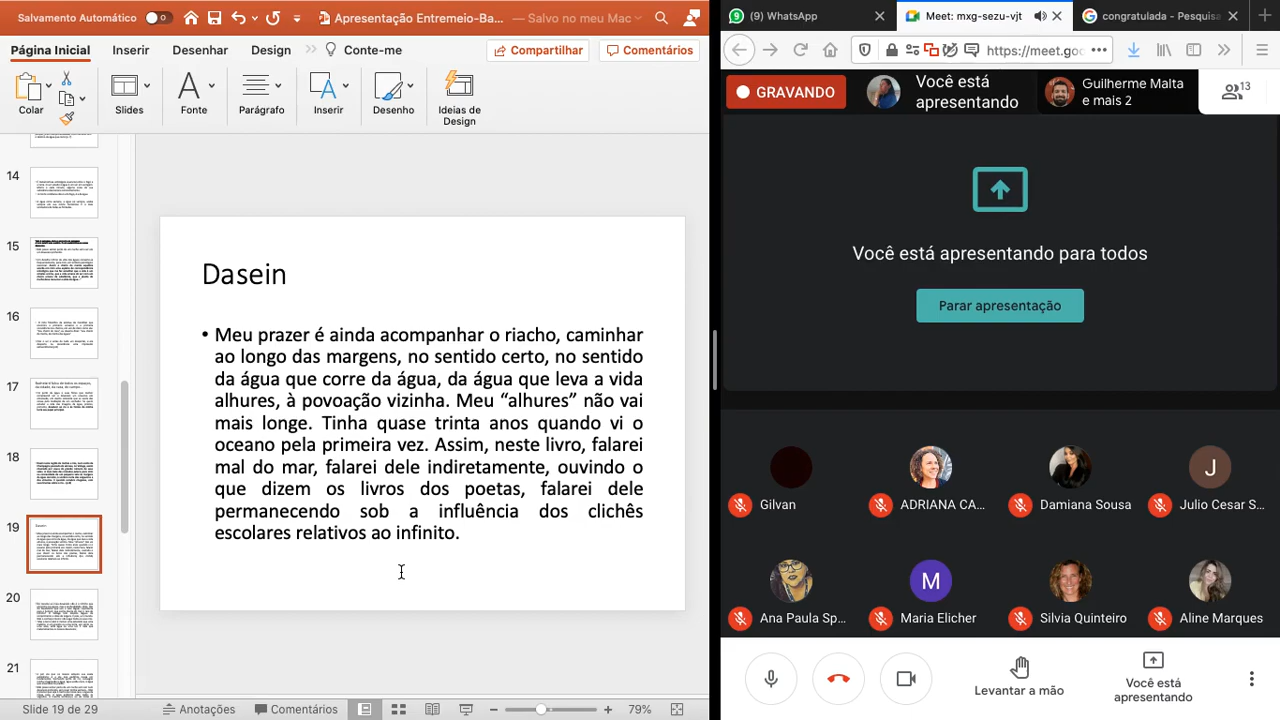 Salvamento Automático
Apresentação Entremeio-Ba...
— Salvo no meu Mac
Página Inicial
Inserir
Desenhar
Design
Conte-me
Compartilhar
Comentários
Colar
Slides
Fonte
Parágrafo
Inserir
Desenho
Ideias de
Design
14
15
16
17
18
19
20
21
Dasein
• Meu prazer é ainda acompanhar o riacho, caminhar
ao longo das margens, no sentido certo, no sentido
da água que corre da água, da água que leva a vida
alhures, à povoação vizinha. Meu “alhures” não vai
mais longe. Tinha quase trinta anos quando vi o
oceano pela primeira vez. Assim, neste livro, falarei
mal do mar, falarei dele indiretamente, ouvindo o
que dizem os livros dos poetas, falarei dele
permanecendo sob a influência dos clichês
escolares relativos ao infinito.
Slide 19 de 29
Anotações
Comentários
79%
(9) WhatsApp
Meet: mxg-sezu-vjt
congratulada - Pesquisa
https://meet.goo
GRAVANDO
Você está
apresentando
Guilherme Malta
e mais 2
13
Você está apresentando para todos
Parar apresentação
Gilvan
ADRIANA CA...
Damiana Sousa
J
Julio Cesar S...
Ana Paula Sp...
M
Maria Elicher
Silvia Quinteiro
Aline Marques
Levantar a mão
Você está
apresentando